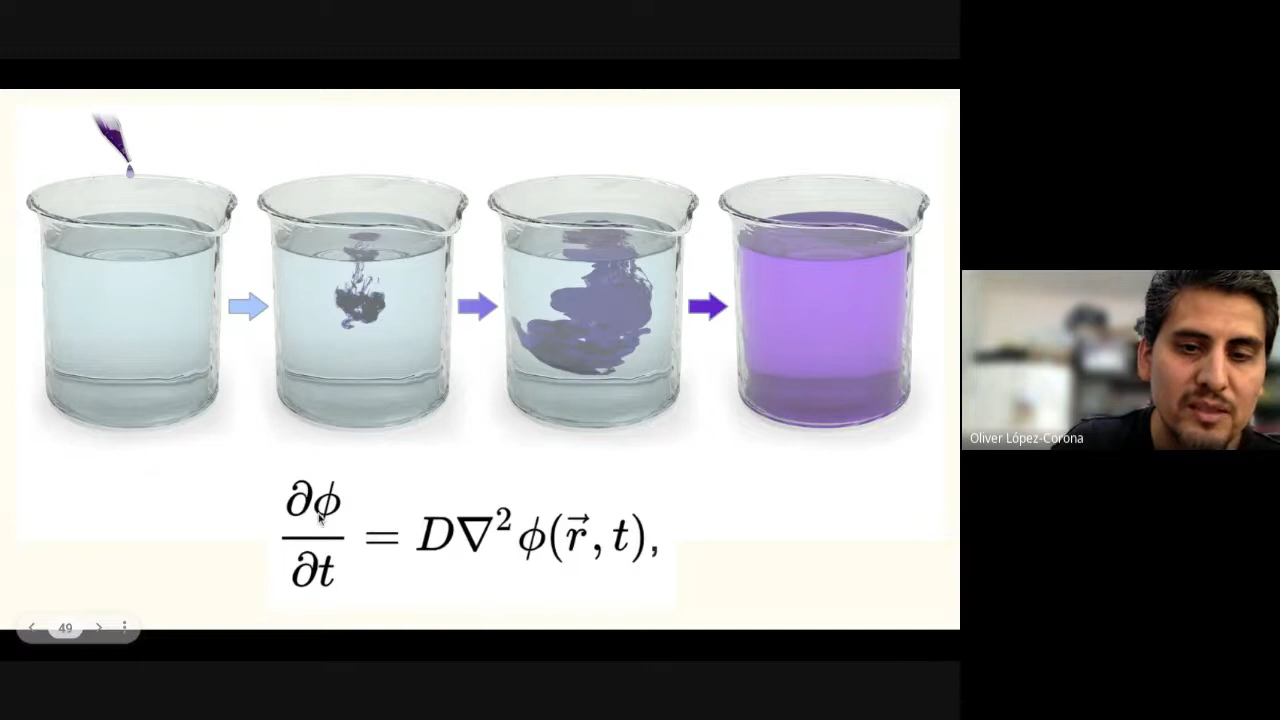 ∂ϕ/∂t = D∇²ϕ(r⃗, t),
Oliver López-Corona
49